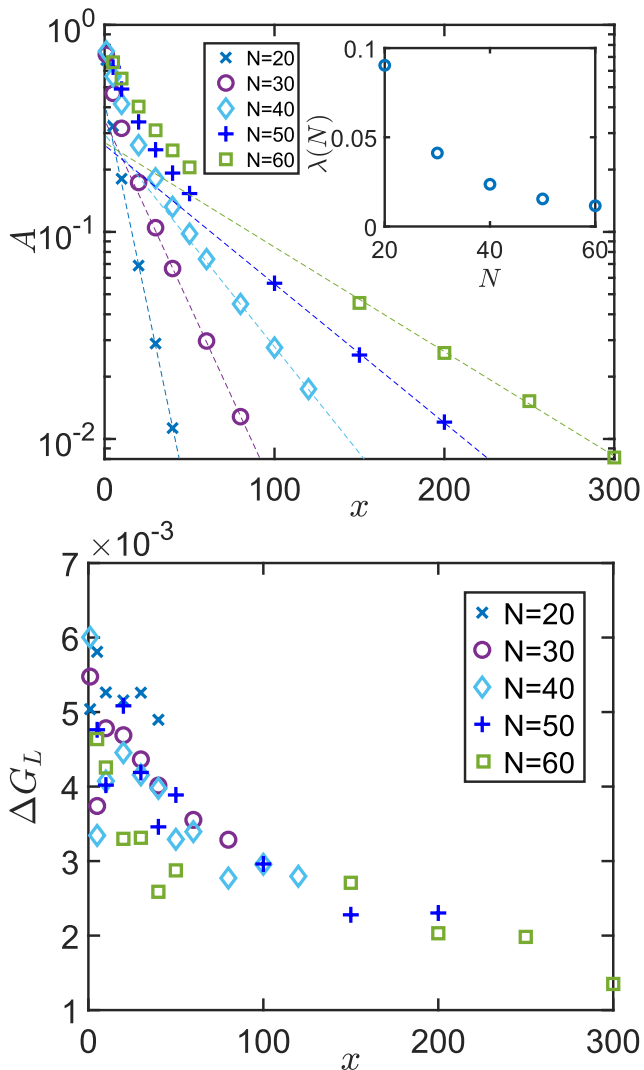 10^0
10^{-1}
10^{-2}
A
N=20
N=30
N=40
N=50
N=60
0.1
0.05
0
λ(N)
20 40 60
N
0 100 200 300
x
×10^{-3}
7
6
5
4
3
2
1
ΔG_L
N=20
N=30
N=40
N=50
N=60
0 100 200 300
x